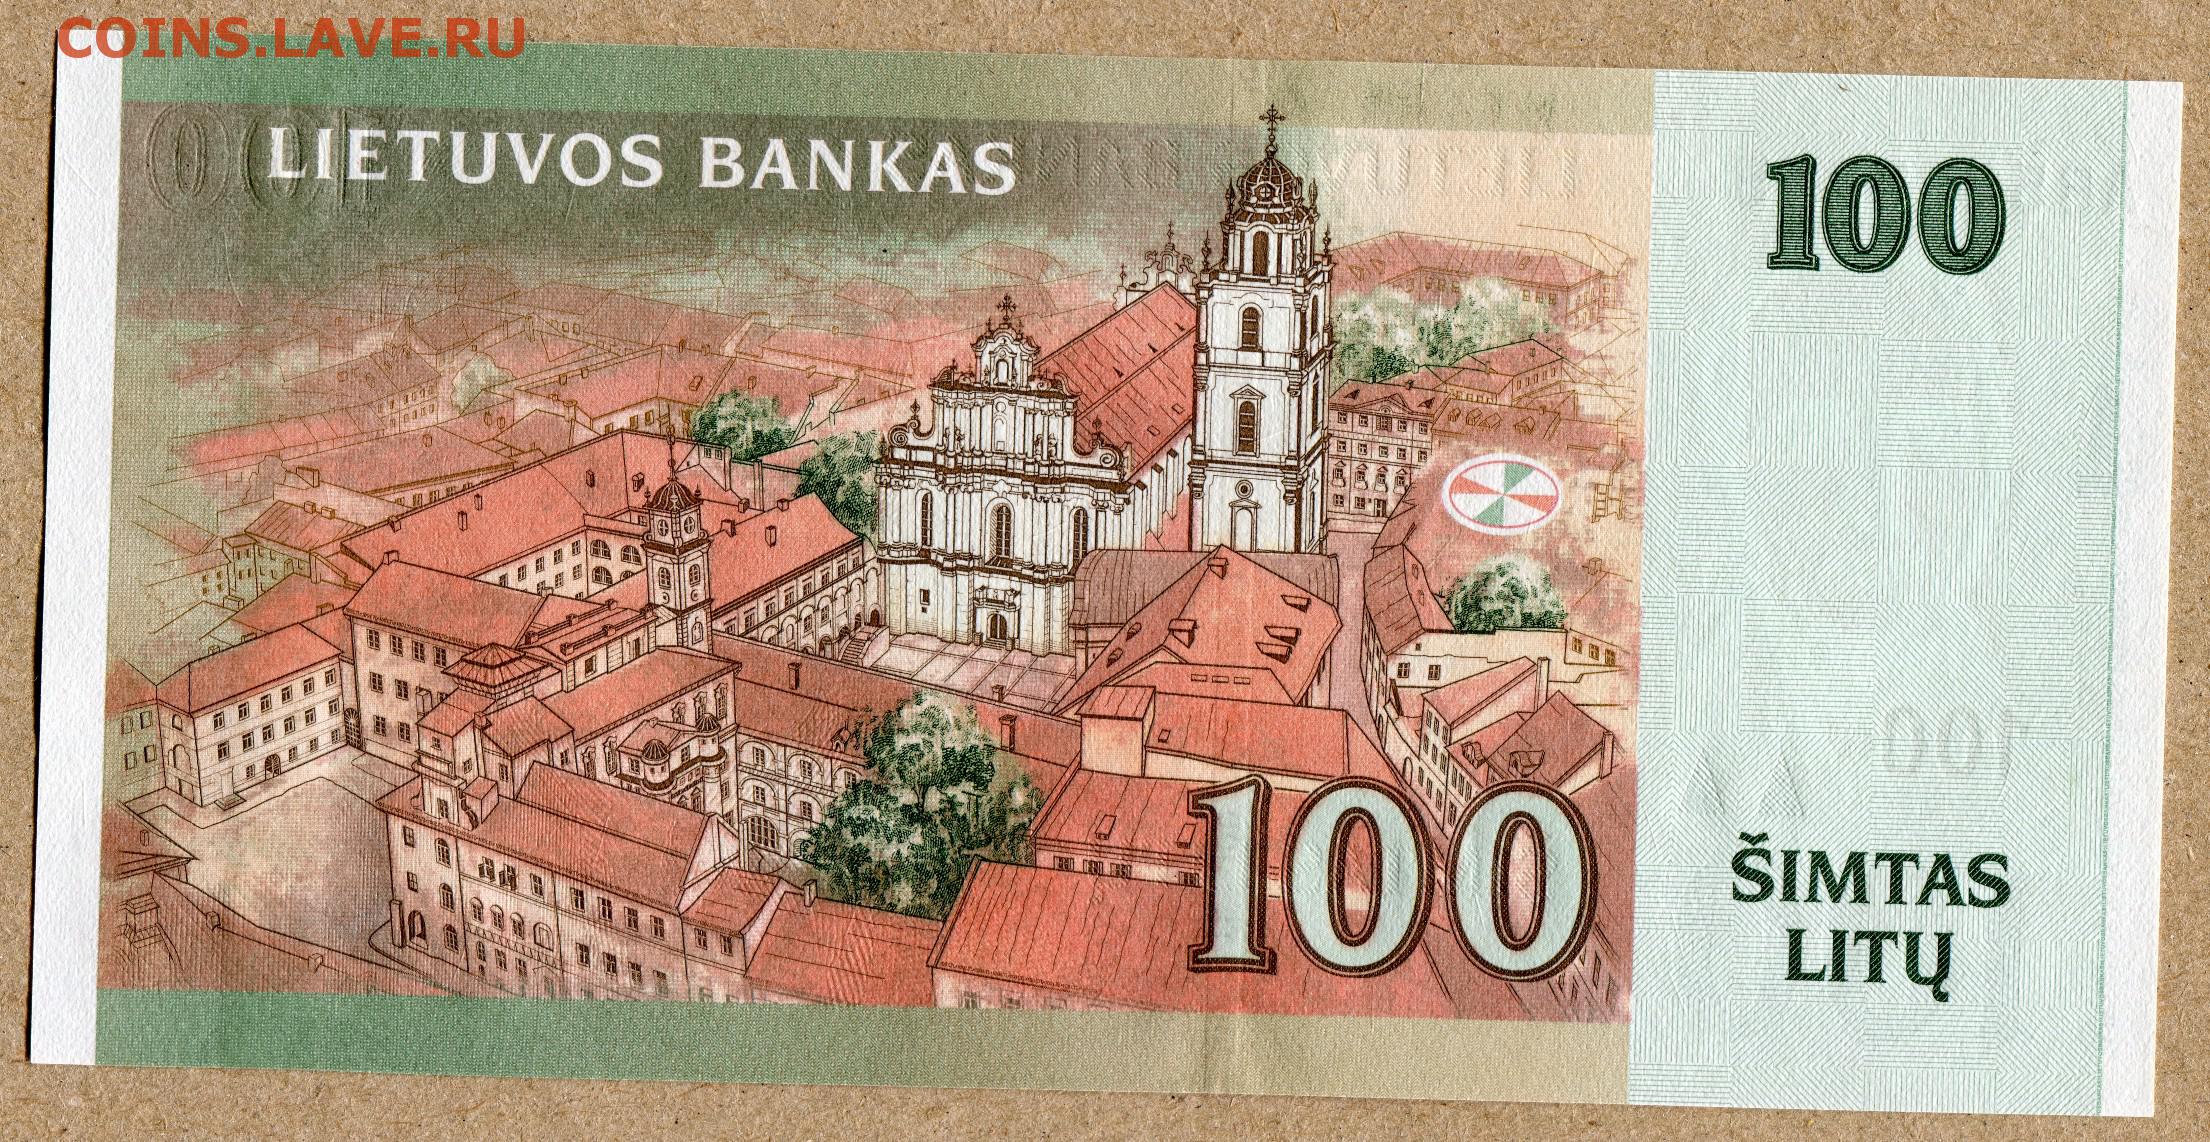 COINS.LAVE.RU
LIETUVOS BANKAS
100
100
ŠIMTAS
LITŲ